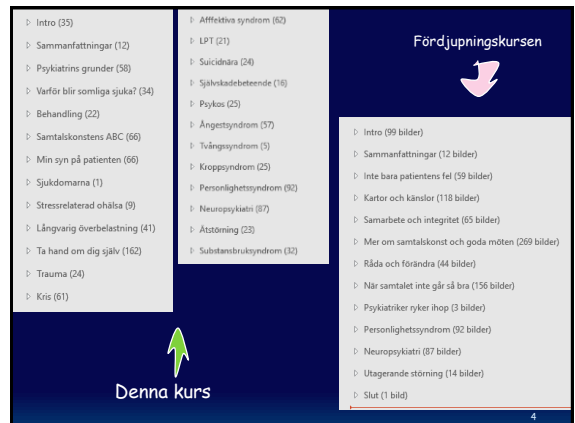 Intro (35)
Sammanfattningar (12)
Psykiatrins grunder (58)
Varför blir somliga sjuka? (34)
Behandling (22)
Samtalskonstens ABC (66)
Min syn på patienten (66)
Sjukdomarna (1)
Stressrelaterad ohälsa (9)
Långvarig överbelastning (41)
Ta hand om dig själv (162)
Trauma (24)
Kris (61)
Afffektiva syndrom (62)
LPT (21)
Suicidnära (24)
Självskadebeteende (16)
Psykos (25)
Ångestsyndrom (57)
Tvångssyndrom (5)
Kroppsyndrom (25)
Personlighetssyndrom (92)
Neuropsykiatri (87)
Ätstörning (23)
Substansbruksyndrom (32)
Denna kurs
Fördjupningskursen
Intro (99 bilder)
Sammanfattningar (12 bilder)
Inte bara patientens fel (59 bilder)
Kartor och känslor (118 bilder)
Samarbete och integritet (65 bilder)
Mer om samtalskonst och goda möten (269 bilder)
Råda och förändra (44 bilder)
När samtalet inte går så bra (156 bilder)
Psykiatriker ryker ihop (3 bilder)
Personlighetssyndrom (92 bilder)
Neuropsykiatri (87 bilder)
Utagerande störning (14 bilder)
Slut (1 bild)
4